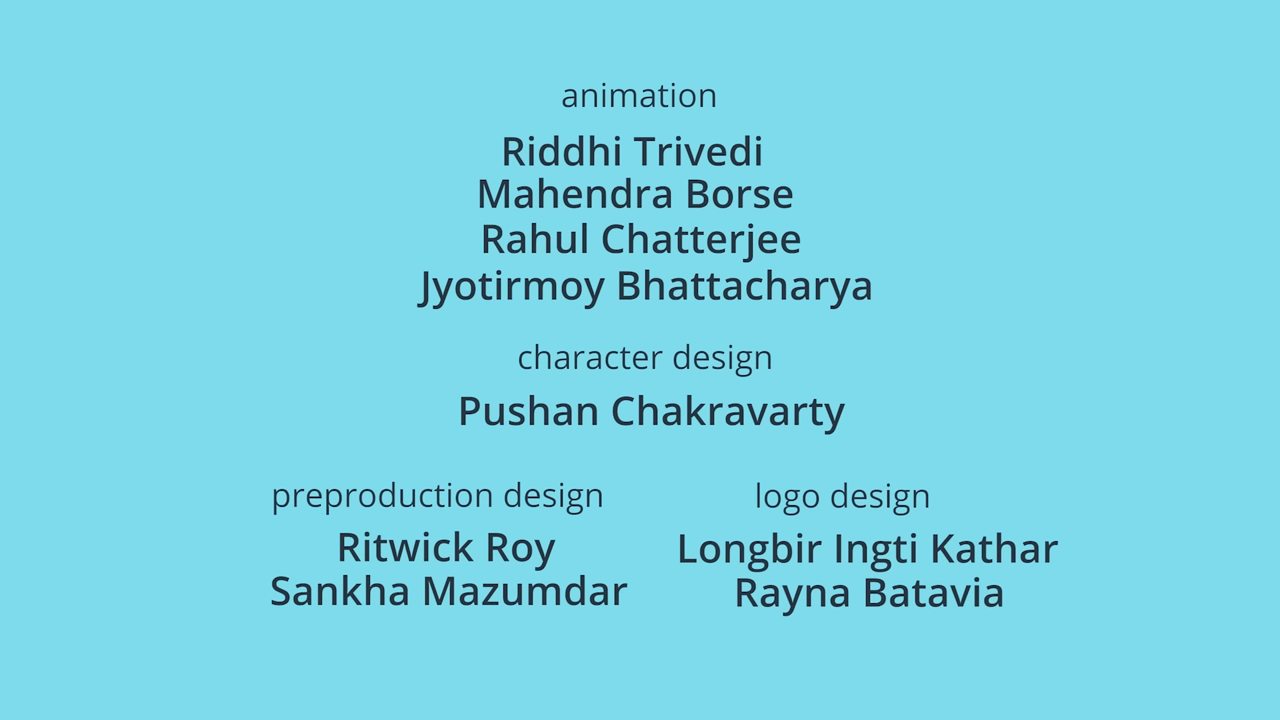 animation
Riddhi Trivedi
Mahendra Borse
Rahul Chatterjee
Jyotirmoy Bhattacharya
character design
Pushan Chakravarty
preproduction design
Ritwick Roy
Sankha Mazumdar
logo design
Longbir Ingti Kathar
Rayna Batavia